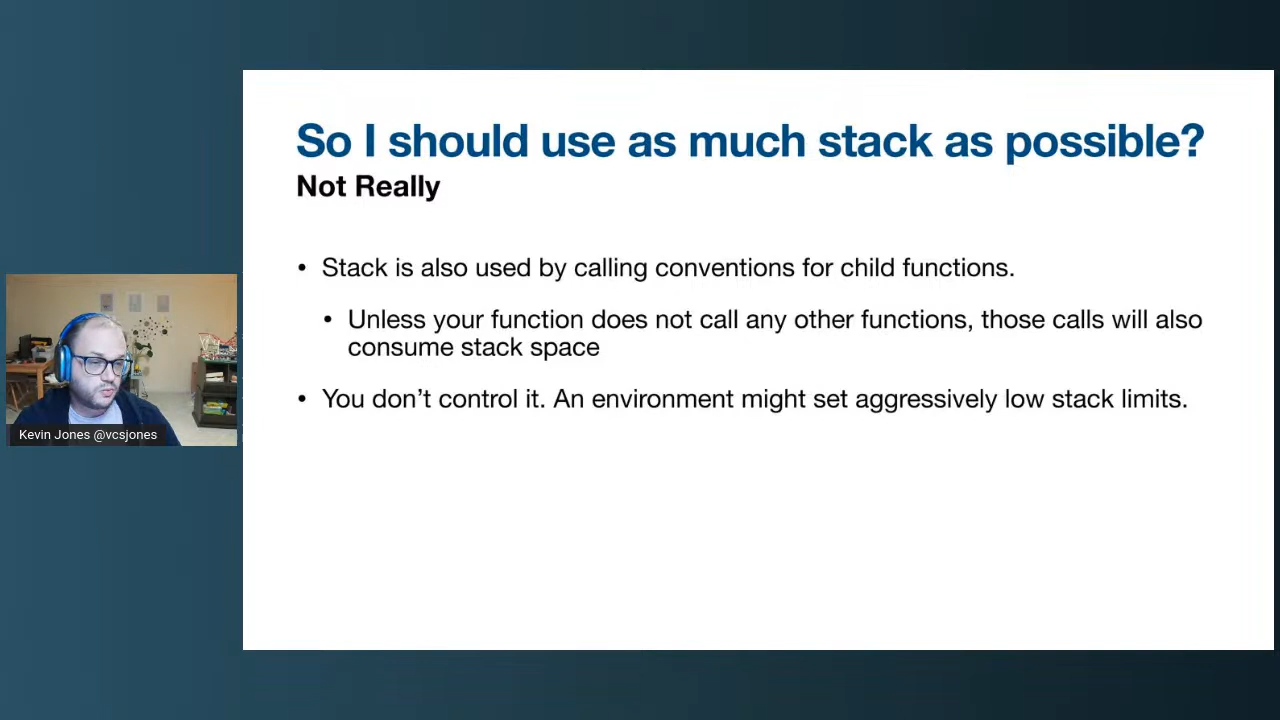 So I should use as much stack as possible?
Not Really
• Stack is also used by calling conventions for child functions.
• Unless your function does not call any other functions, those calls will also
consume stack space
• You don’t control it. An environment might set aggressively low stack limits.
Kevin Jones @vcsjones